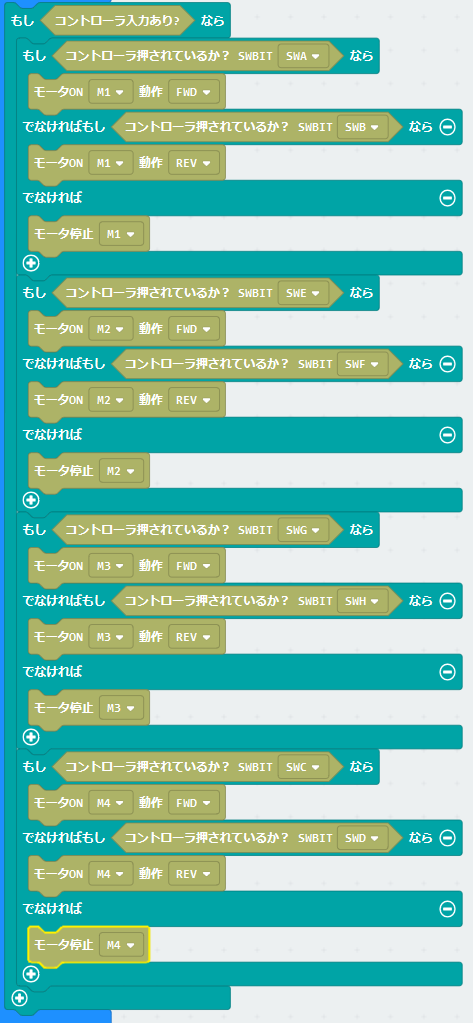 もし コントローラ入力あり? なら
もし コントローラ押されているか? SWBIT SWA なら
モータON M1 動作 FWD
でなければもし コントローラ押されているか? SWBIT SWB なら
モータON M1 動作 REV
でなければ
モータ停止 M1
もし コントローラ押されているか? SWBIT SWE なら
モータON M2 動作 FWD
でなければもし コントローラ押されているか? SWBIT SWF なら
モータON M2 動作 REV
でなければ
モータ停止 M2
もし コントローラ押されているか? SWBIT SWG なら
モータON M3 動作 FWD
でなければもし コントローラ押されているか? SWBIT SWH なら
モータON M3 動作 REV
でなければ
モータ停止 M3
もし コントローラ押されているか? SWBIT SWC なら
モータON M4 動作 FWD
でなければもし コントローラ押されているか? SWBIT SWD なら
モータON M4 動作 REV
でなければ
モータ停止 M4